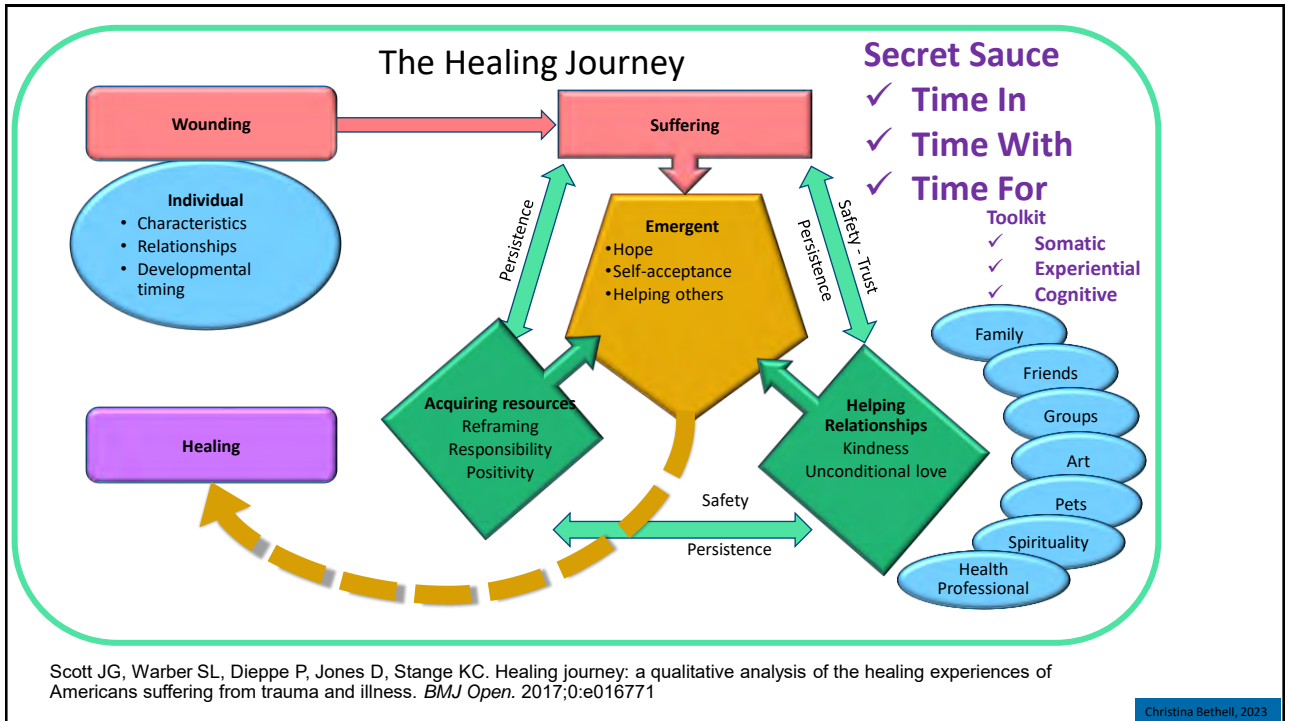 The Healing Journey
Secret Sauce
✓ Time In
✓ Time With
✓ Time For
Toolkit
✓ Somatic
✓ Experiential
✓ Cognitive
Wounding
Suffering
Individual
• Characteristics
• Relationships
• Developmental
timing
Persistence
Emergent
•Hope
•Self-acceptance
•Helping others
Safety - Trust
Persistence
Family
Friends
Groups
Art
Pets
Spirituality
Health
Professional
Healing
Acquiring resources
Reframing
Responsibility
Positivity
Helping
Relationships
Kindness
Unconditional love
Safety
Persistence
Scott JG, Warber SL, Dieppe P, Jones D, Stange KC. Healing journey: a qualitative analysis of the healing experiences of
Americans suffering from trauma and illness. BMJ Open. 2017;0:e016771
Christina Bethell, 2023